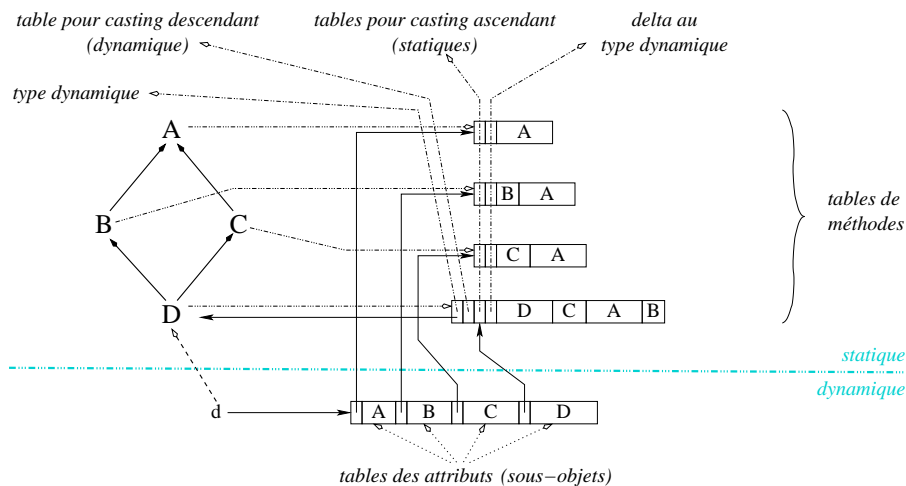 table pour casting descendant
(dynamique)
tables pour casting ascendant
(statiques)
delta au
type dynamique
type dynamique
A
A
B A
B
C
C A
tables de
méthodes
D
D C A B
statique
dynamique
d
A B C D
tables des attributs (sous−objets)